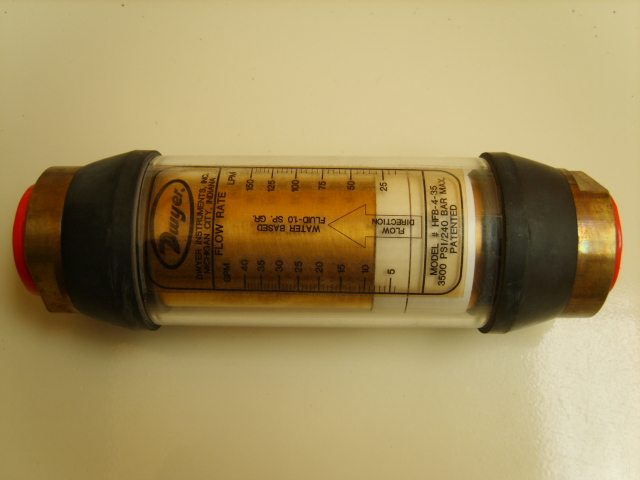 Dwyer.
DWYER INSTRUMENTS, INC.
MICHIGAN CITY, INDIANA
FLOW RATE
GPM LPM
40 150
35 125
30
25 100
20 75
15
10 50
5 25
WATER BASED
FLUID-1.0 SP. GR.
FLOW
DIRECTION
MODEL # HFB-4-35
3500 PSI/240 BAR MAX.
PATENTED